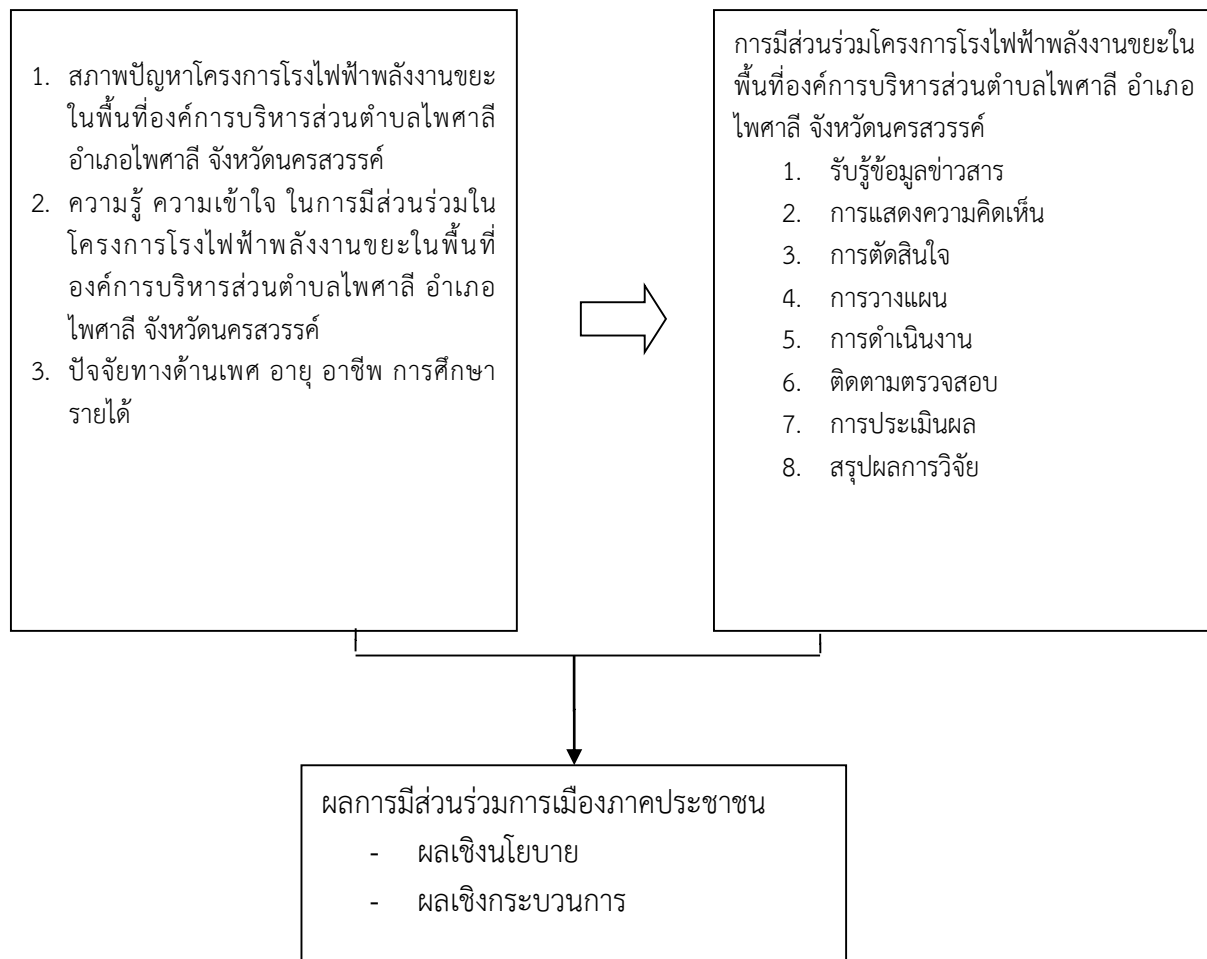 1. สภาพปัญหาโครงการโรงไฟฟ้าพลังงานขยะ
ในพื้นที่องค์การบริหารส่วนตำบลไพศาลี
อำเภอไพศาลี จังหวัดนครสวรรค์
2. ความรู้ ความเข้าใจ ในการมีส่วนร่วมใน
โครงการโรงไฟฟ้าพลังงานขยะในพื้นที่
องค์การบริหารส่วนตำบลไพศาลี อำเภอ
ไพศาลี จังหวัดนครสวรรค์
3. ปัจจัยทางด้านเพศ อายุ อาชีพ การศึกษา
รายได้
การมีส่วนร่วมโครงการโรงไฟฟ้าพลังงานขยะใน
พื้นที่องค์การบริหารส่วนตำบลไพศาลี อำเภอ
ไพศาลี จังหวัดนครสวรรค์
1. รับรู้ข้อมูลข่าวสาร
2. การแสดงความคิดเห็น
3. การตัดสินใจ
4. การวางแผน
5. การดำเนินงาน
6. ติดตามตรวจสอบ
7. การประเมินผล
8. สรุปผลการวิจัย
ผลการมีส่วนร่วมการเมืองภาคประชาชน
- ผลเชิงนโยบาย
- ผลเชิงกระบวนการ